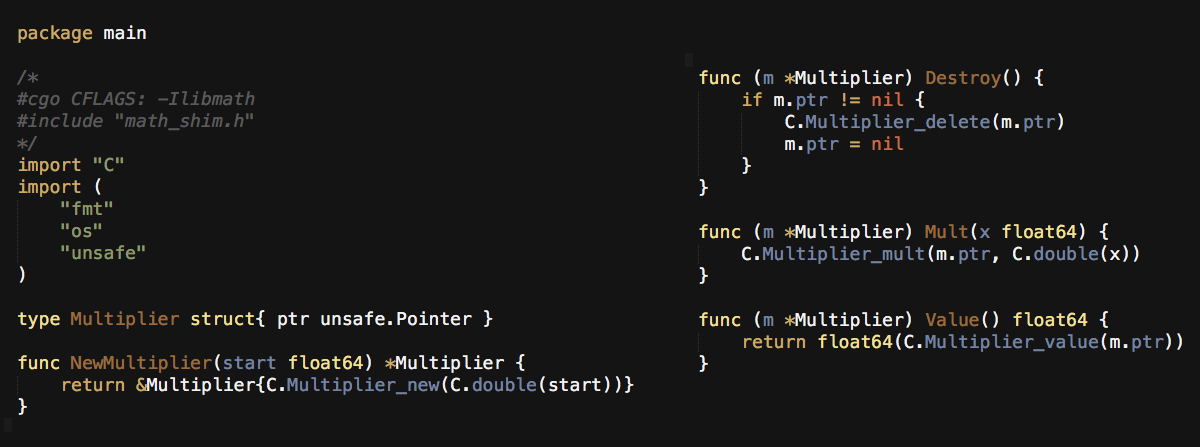 package main
/*
#cgo CFLAGS: -Ilibmath
#include "math_shim.h"
*/
import "C"
import (
    "fmt"
    "os"
    "unsafe"
)
type Multiplier struct{ ptr unsafe.Pointer }
func NewMultiplier(start float64) *Multiplier {
    return &Multiplier{C.Multiplier_new(C.double(start))}
}
func (m *Multiplier) Destroy() {
    if m.ptr != nil {
        C.Multiplier_delete(m.ptr)
        m.ptr = nil
    }
}
func (m *Multiplier) Mult(x float64) {
    C.Multiplier_mult(m.ptr, C.double(x))
}
func (m *Multiplier) Value() float64 {
    return float64(C.Multiplier_value(m.ptr))
}